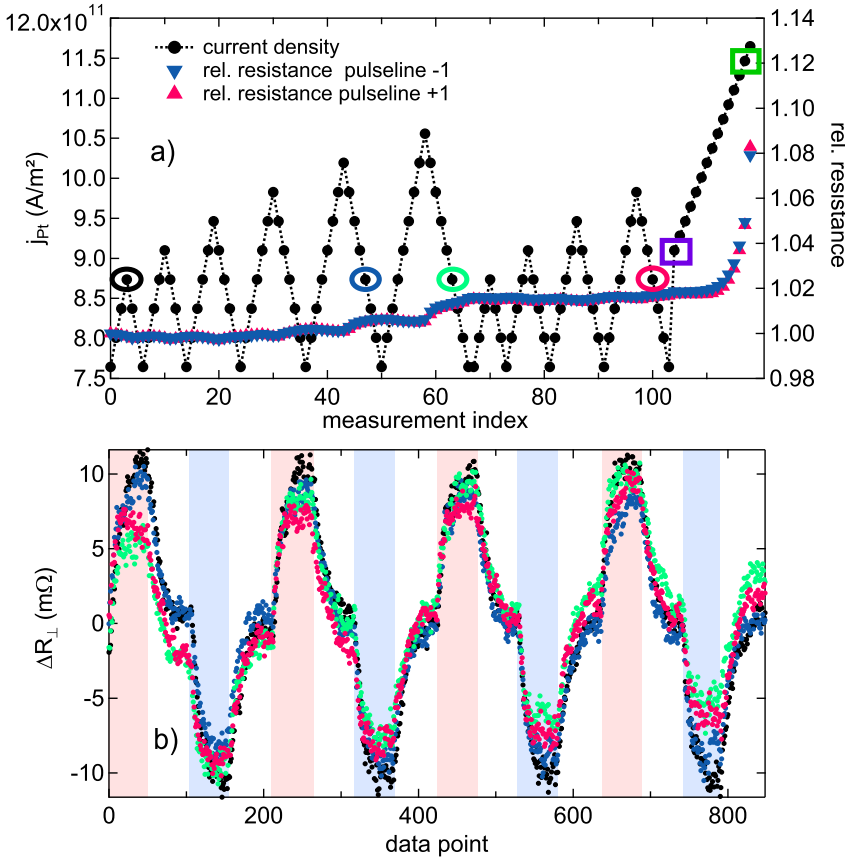 12.0x10¹¹
11.5
11.0
10.5
10.0
9.5
9.0
8.5
8.0
7.5
j_Pt (A/m²)
current density
rel. resistance pulseline -1
rel. resistance pulseline +1
a)
1.14
1.12
1.10
1.08
1.06
1.04
1.02
1.00
0.98
rel. resistance
0 20 40 60 80 100
measurement index
10
5
0
-5
-10
ΔR⊥ (mΩ)
b)
0 200 400 600 800
data point